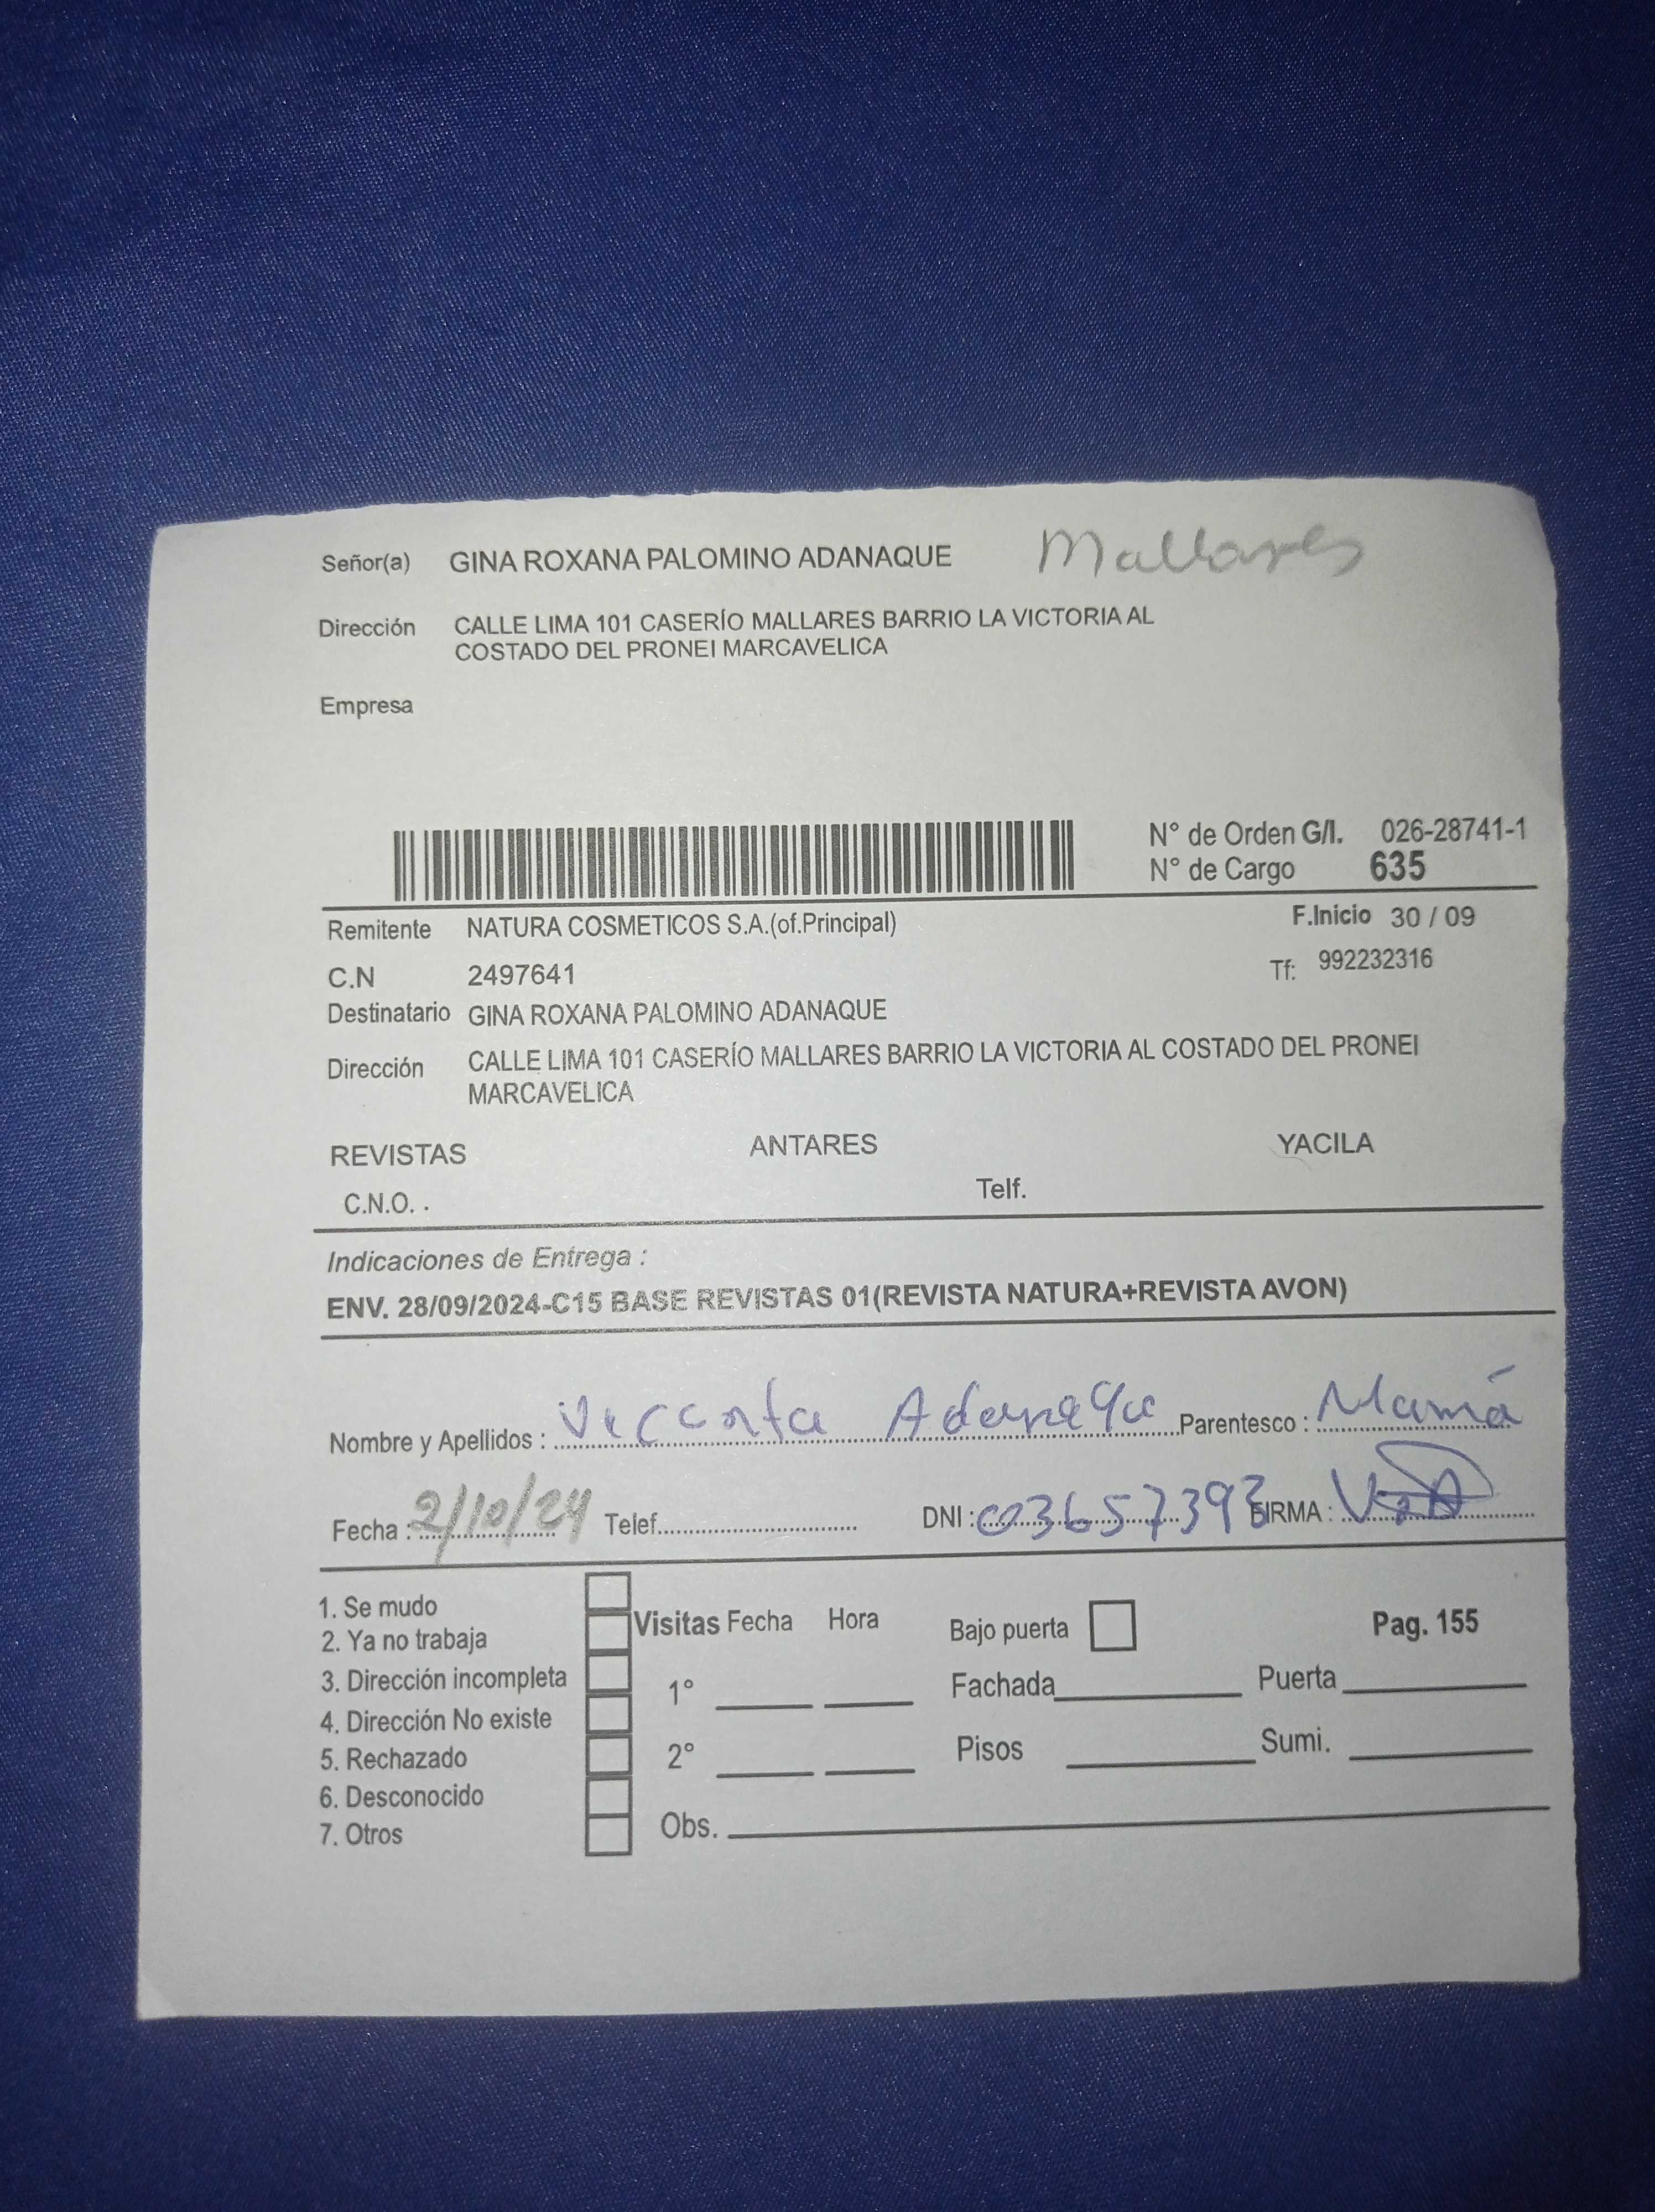 Señor(a) GINA ROXANA PALOMINO ADANAQUE Mallares
Dirección CALLE LIMA 101 CASERÍO MALLARES BARRIO LA VICTORIA AL
COSTADO DEL PRONEI MARCAVELICA
Empresa
N° de Orden G/I. 026-28741-1
N° de Cargo 635
Remitente NATURA COSMETICOS S.A.(of.Principal) F.Inicio 30 / 09
C.N 2497641 Tf: 992232316
Destinatario GINA ROXANA PALOMINO ADANAQUE
Dirección CALLE LIMA 101 CASERÍO MALLARES BARRIO LA VICTORIA AL COSTADO DEL PRONEI
MARCAVELICA
REVISTAS ANTARES YACILA
C.N.O. . Telf.
Indicaciones de Entrega :
ENV. 28/09/2024-C15 BASE REVISTAS 01(REVISTA NATURA+REVISTA AVON)
Nombre y Apellidos : Adanaque Parentesco : Mamá
Fecha : 2/10/24 Telef. DNI : 03657393 FIRMA :
1. Se mudo
2. Ya no trabaja
3. Dirección incompleta
4. Dirección No existe
5. Rechazado
6. Desconocido
7. Otros
Visitas Fecha Hora
1°
2°
Obs.
Bajo puerta Pag. 155
Fachada Puerta
Pisos Sumi.